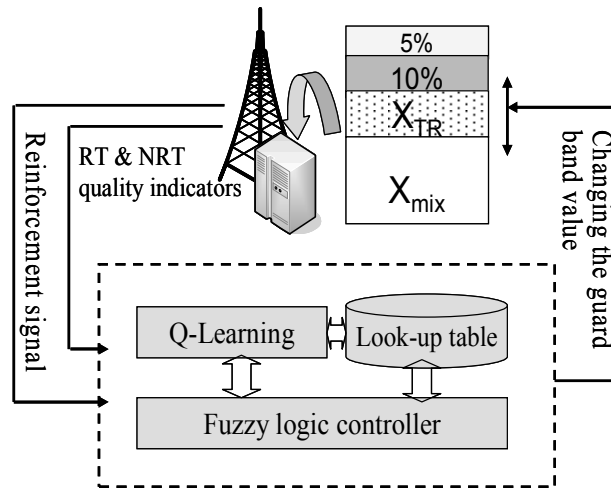 5%
10%
X_TR
X_mix
RT & NRT
quality indicators
Reinforcement signal
Changing the guard
band value
Q-Learning
Look-up table
Fuzzy logic controller